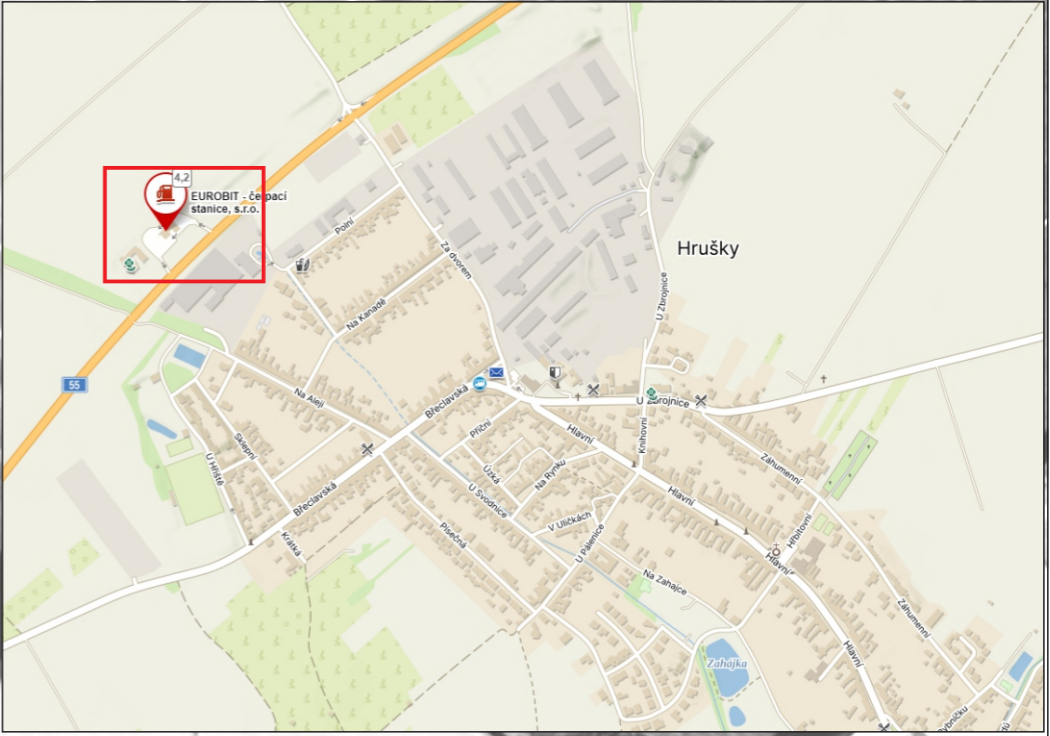 4,2
EUROBIT - čerpací
stanice, s.r.o.
Polní
Za dvorem
Hrušky
Na Kanadě
U Zbrojnice
55
Břeclavská
Na Aleji
U Zbrojnice
Příční
Hlavní
Knihovní
Sklepní
U Hřiště
Úzká
Na Rynku
Záhumenní
U Svodnice
Břeclavská
Hlavní
V Uličkách
Písečná
Krátká
U Pálenice
Hřbitovní
Hlavní
Na Zahajce
Záhumenní
Hlavní
Zahájka